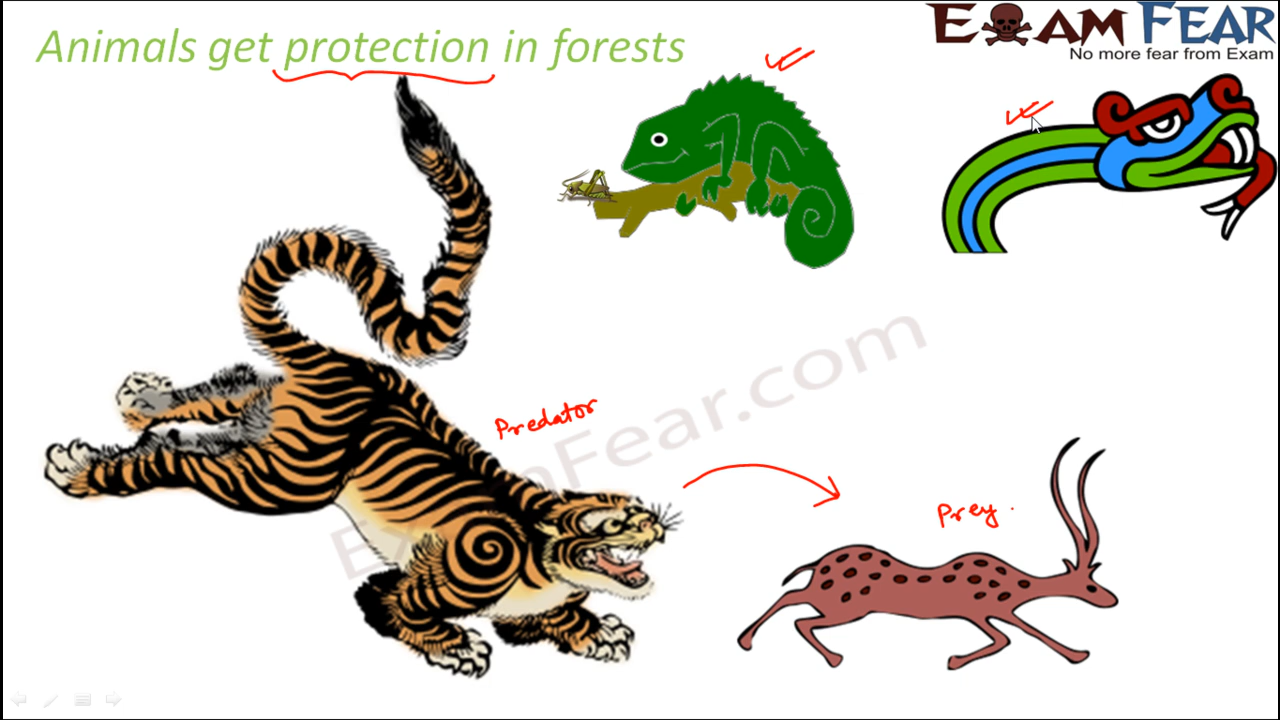 Animals get protection in forests
EXAM FEAR
No more fear from Exam
Predator
ExamFear.com
Prey.